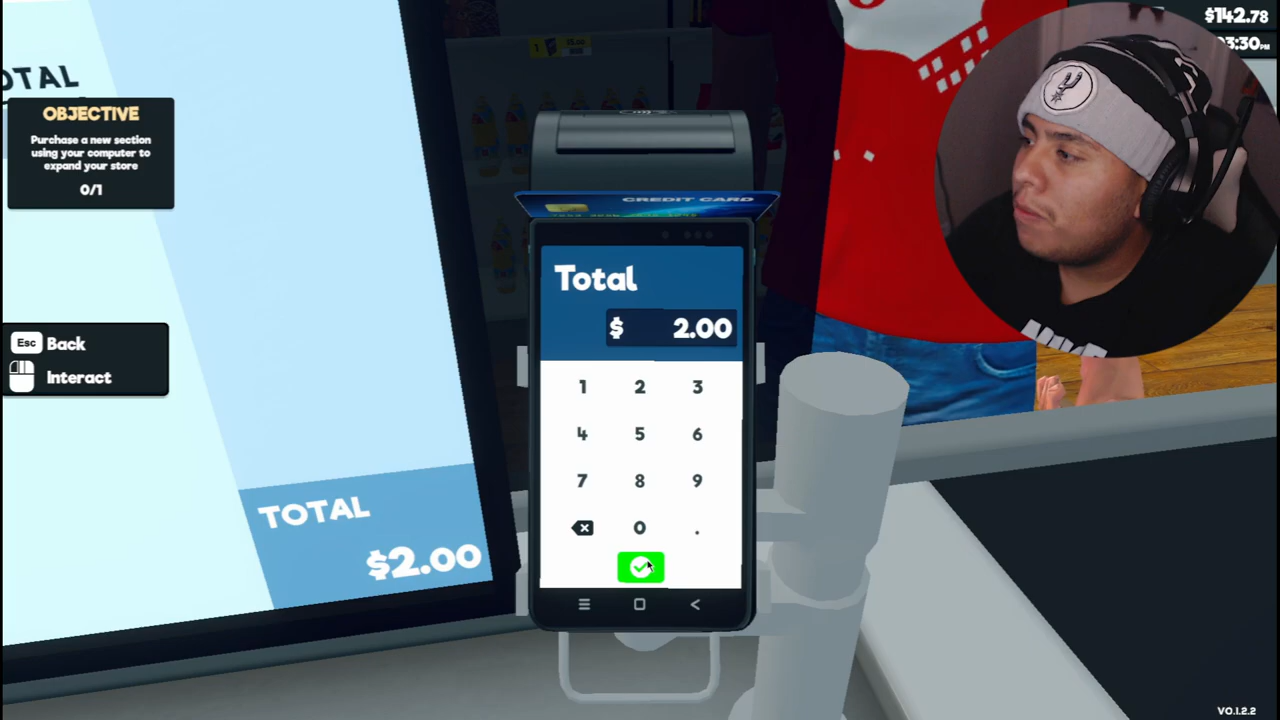 $142.78
3:30PM
OTAL
OBJECTIVE
Purchase a new section
using your computer to
expand your store
0/1
CREDIT CARD
Total
$ 2.00
Esc Back
Interact
1 2 3
4 5 6
7 8 9
0 .
TOTAL
$2.00
V0.1.2.2